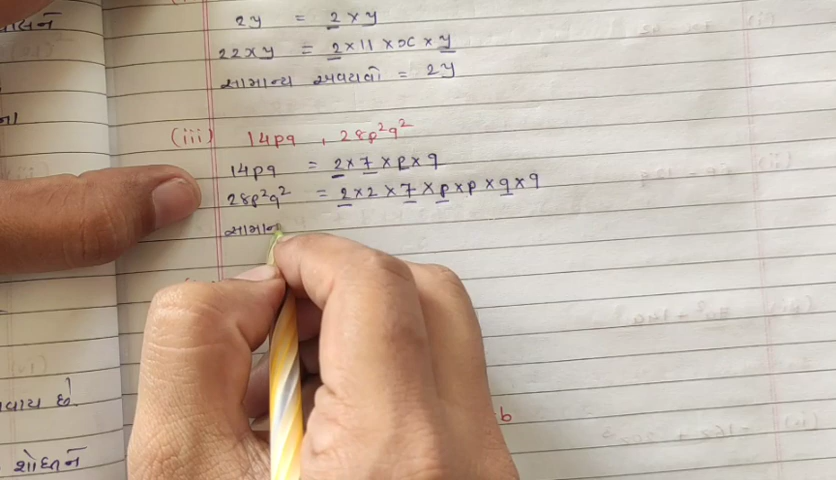 2y = 2 × y
22xy = 2 × 11 × x × y
સામાન્ય અવયવો = 2y
(iii) 14pq , 28p²q²
14pq = 2 × 7 × p × q
28p²q² = 2 × 2 × 7 × p × p × q × q
સામાન
વાય છે
શોધીને
b